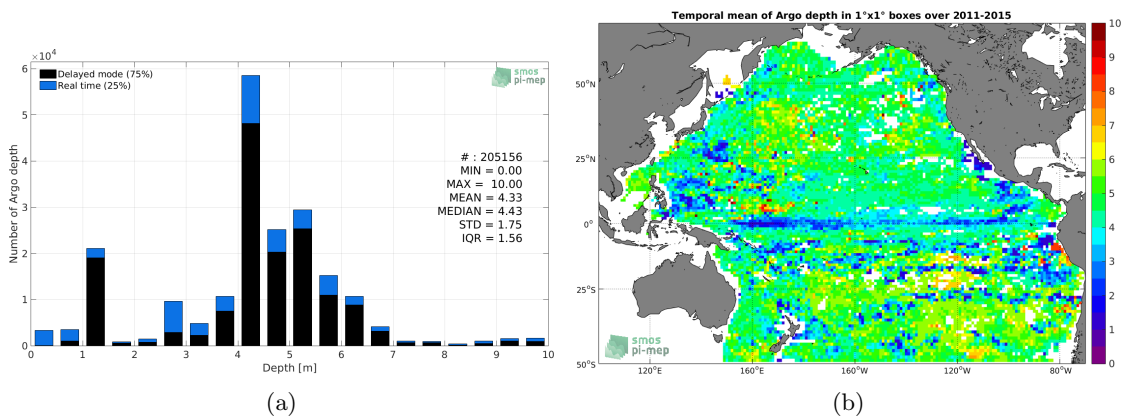 ×10⁴
6
5
4
3
2
1
0
Number of Argo depth
Delayed mode (75%)
Real time (25%)
smos
pi-mep
# : 205156
MIN = 0.00
MAX = 10.00
MEAN = 4.33
MEDIAN = 4.43
STD = 1.75
IQR = 1.56
0 1 2 3 4 5 6 7 8 9 10
Depth [m]
(a)
Temporal mean of Argo depth in 1°x1° boxes over 2011-2015
50°N
25°N
0°
25°S
50°S
120°E 160°E 160°W 120°W 80°W
smos
pi-mep
10
9
8
7
6
5
4
3
2
1
0
(b)